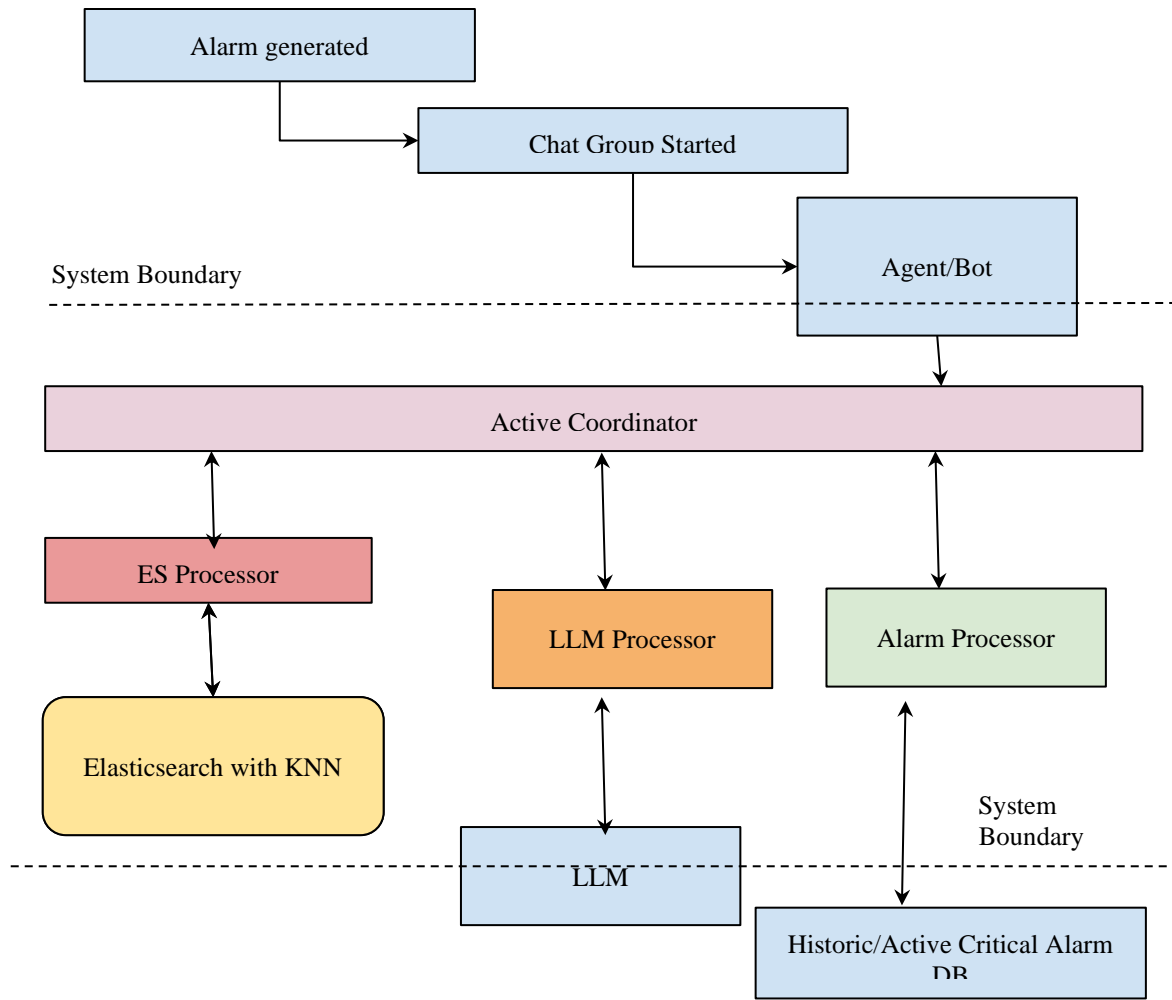 Alarm generated
Chat Group Started
System Boundary
Agent/Bot
Active Coordinator
ES Processor
LLM Processor
Alarm Processor
Elasticsearch with KNN
System
Boundary
LLM
Historic/Active Critical Alarm
DB